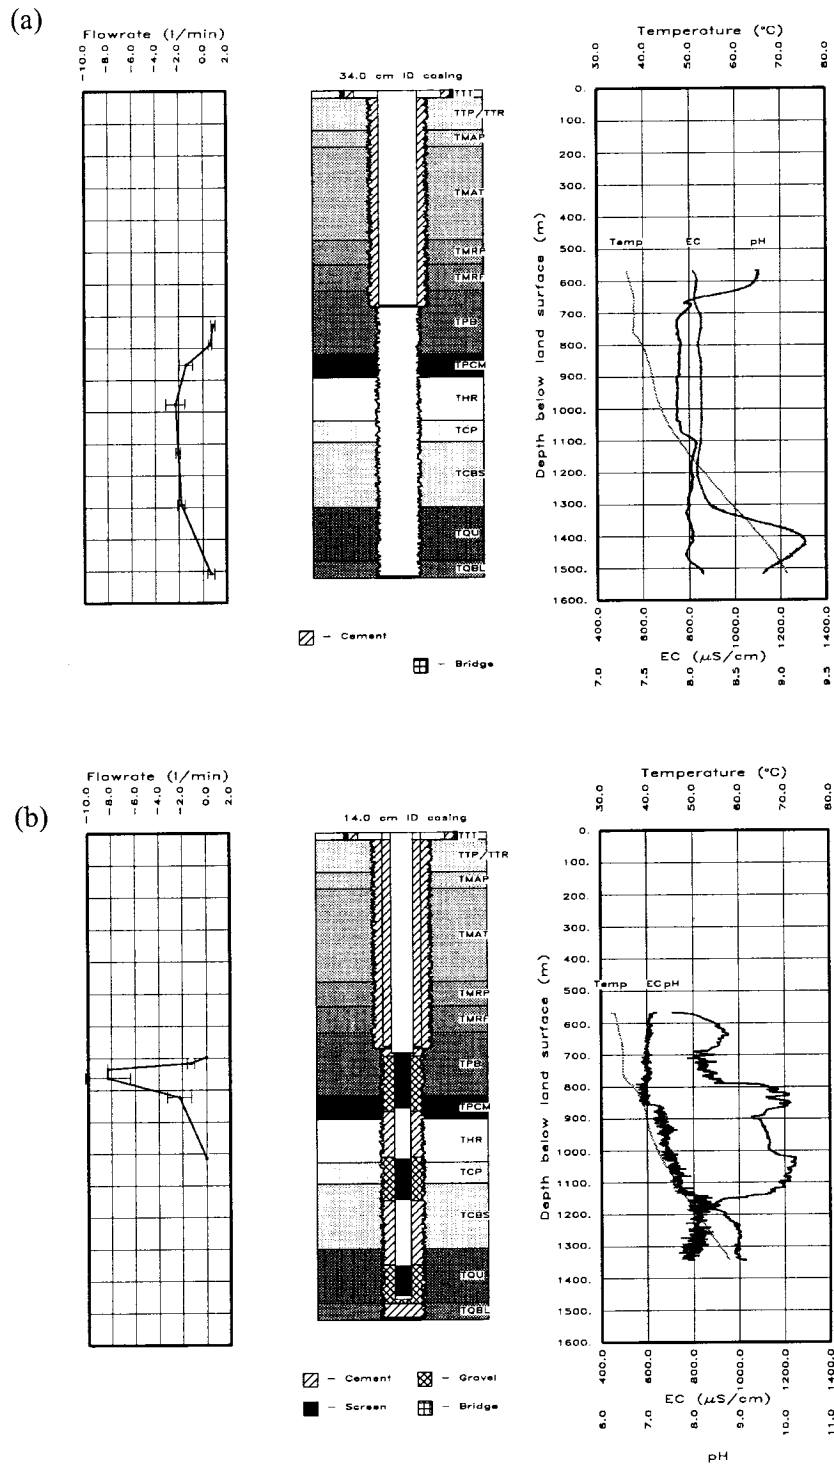 (a)
Flowrate (l/min)
-10.0 -8.0 -6.0 -4.0 -2.0 0.0 2.0
34.0 cm ID casing
TTT
TTP/TTR
TMAP
TMAT
TMRP
TMRF
TPB
TPCM
THR
TCP
TCBS
TQU
TQBL
– Cement
– Bridge
Temperature (°C)
30.0 40.0 50.0 60.0 70.0 80.0
Depth below land surface (m)
0.
100.
200.
300.
400.
500.
600.
700.
800.
900.
1000.
1100.
1200.
1300.
1400.
1500.
1600.
Temp EC pH
400.0 600.0 800.0 1000.0 1200.0 1400.0
EC (μS/cm)
7.0 7.5 8.0 8.5 9.0 9.5
(b)
Flowrate (l/min)
-10.0 -8.0 -6.0 -4.0 -2.0 0.0 2.0
14.0 cm ID casing
TTT
TTP/TTR
TMAP
TMAT
TMRP
TMRF
TPB
TPCM
THR
TCP
TCBS
TQU
TQBL
– Cement – Gravel
– Screen – Bridge
Temperature (°C)
30.0 40.0 50.0 60.0 70.0 80.0
Depth below land surface (m)
0.
100.
200.
300.
400.
500.
600.
700.
800.
900.
1000.
1100.
1200.
1300.
1400.
1500.
1600.
Temp EC pH
400.0 600.0 800.0 1000.0 1200.0 1400.0
EC (μS/cm)
6.0 7.0 8.0 9.0 10.0 11.0
pH